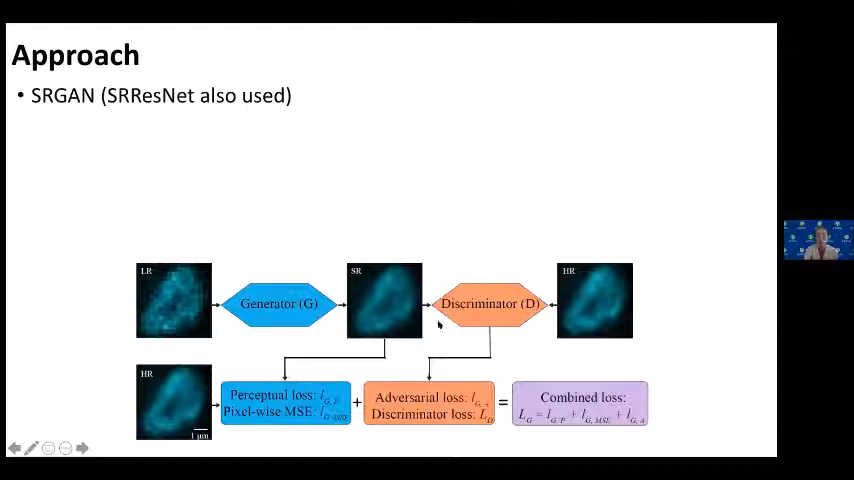 Approach
• SRGAN (SRResNet also used)
LR
Generator (G)
SR
Discriminator (D)
HR
HR
1 μm
Perceptual loss: l_G,P
Pixel-wise MSE: l_G,MSE
+
Adversarial loss: l_G,A
Discriminator loss: L_D
=
Combined loss:
L_G = l_G,P + l_G,MSE + l_G,A